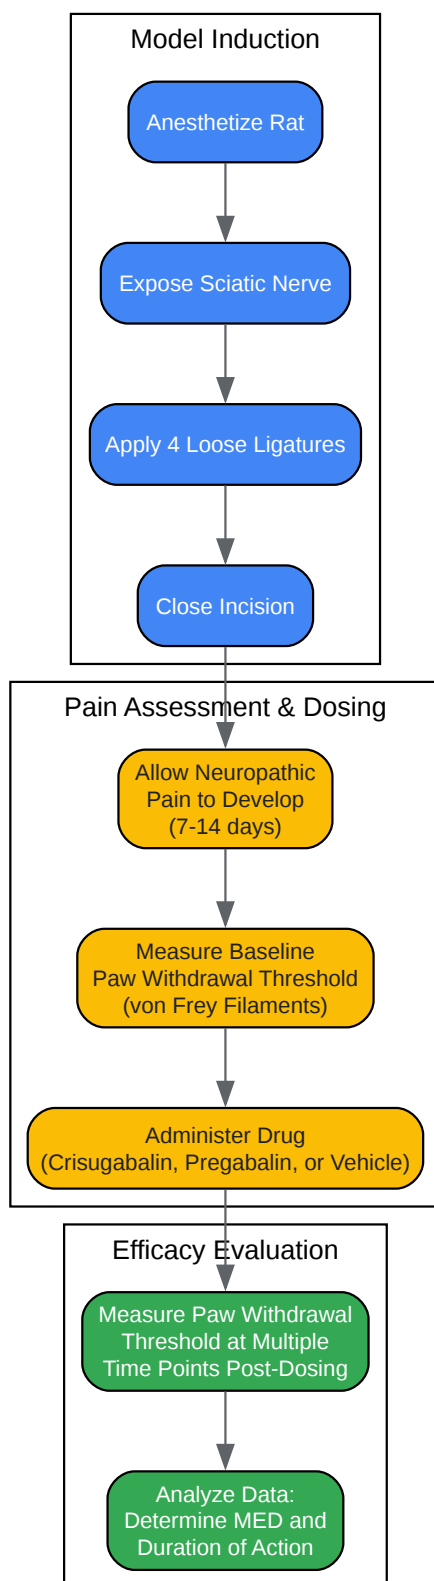 Model Induction
Anesthetize Rat
Expose Sciatic Nerve
Apply 4 Loose Ligatures
Close Incision
Pain Assessment & Dosing
Allow Neuropathic
Pain to Develop
(7-14 days)
Measure Baseline
Paw Withdrawal Threshold
(von Frey Filaments)
Administer Drug
(Crisugabalin, Pregabalin, or Vehicle)
Efficacy Evaluation
Measure Paw Withdrawal
Threshold at Multiple
Time Points Post-Dosing
Analyze Data:
Determine MED and
Duration of Action